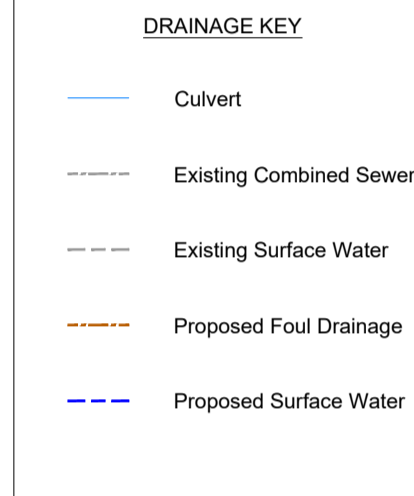 DRAINAGE KEY
Culvert
Existing Combined Sewer
Existing Surface Water
Proposed Foul Drainage
Proposed Surface Water